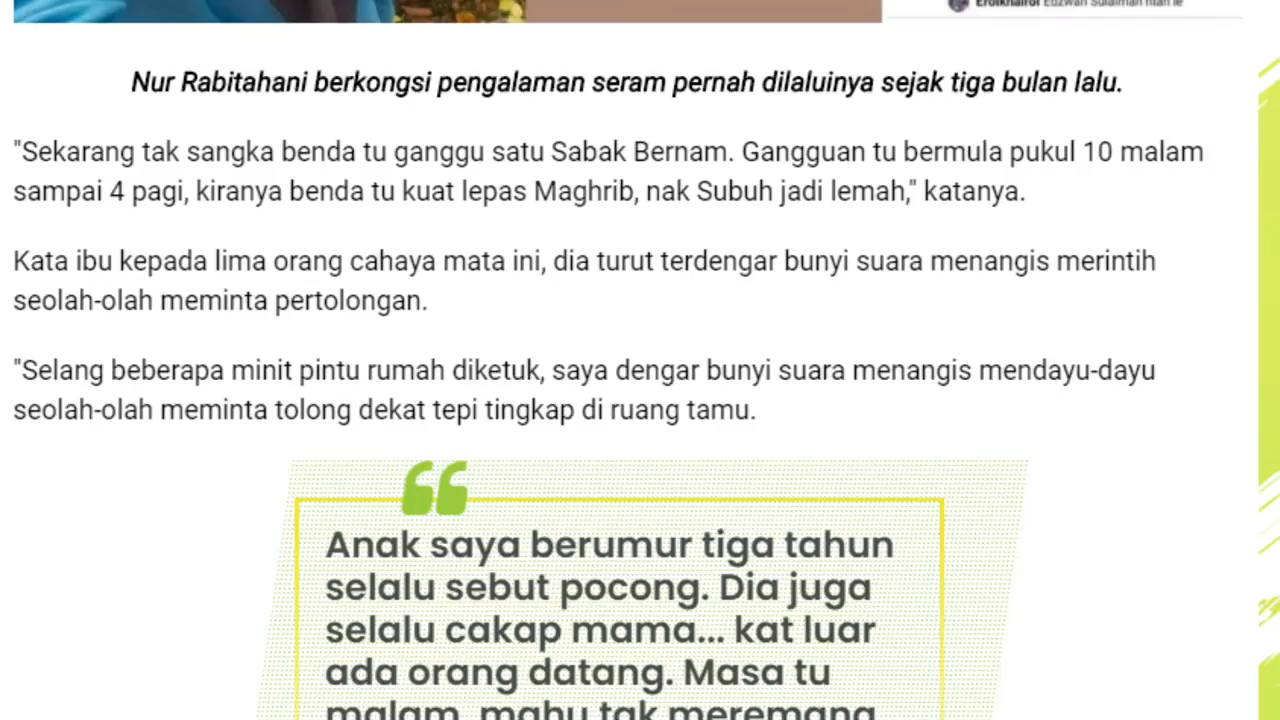 Nur Rabitahani berkongsi pengalaman seram pernah dilaluinya sejak tiga bulan lalu.
"Sekarang tak sangka benda tu ganggu satu Sabak Bernam. Gangguan tu bermula pukul 10 malam
sampai 4 pagi, kiranya benda tu kuat lepas Maghrib, nak Subuh jadi lemah," katanya.
Kata ibu kepada lima orang cahaya mata ini, dia turut terdengar bunyi suara menangis merintih
seolah-olah meminta pertolongan.
"Selang beberapa minit pintu rumah diketuk, saya dengar bunyi suara menangis mendayu-dayu
seolah-olah meminta tolong dekat tepi tingkap di ruang tamu.
Anak saya berumur tiga tahun
selalu sebut pocong. Dia juga
selalu cakap mama... kat luar
ada orang datang. Masa tu
malam, mahu tak meremang